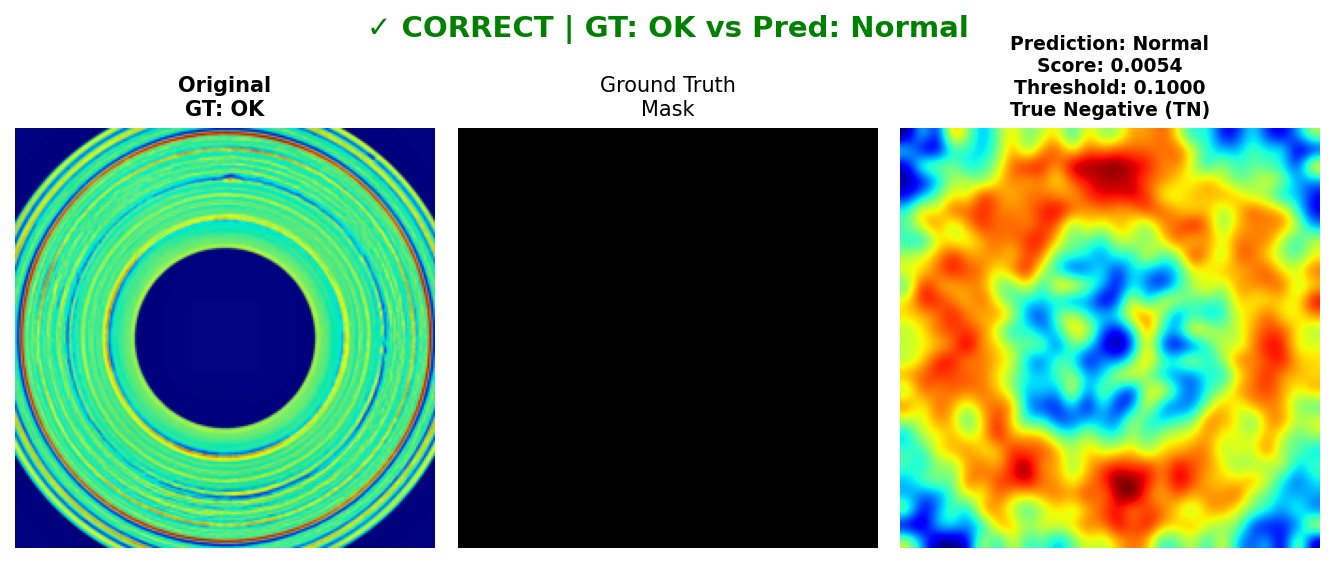 ✓ CORRECT | GT: OK vs Pred: Normal
Original
GT: OK
Ground Truth
Mask
Prediction: Normal
Score: 0.0054
Threshold: 0.1000
True Negative (TN)